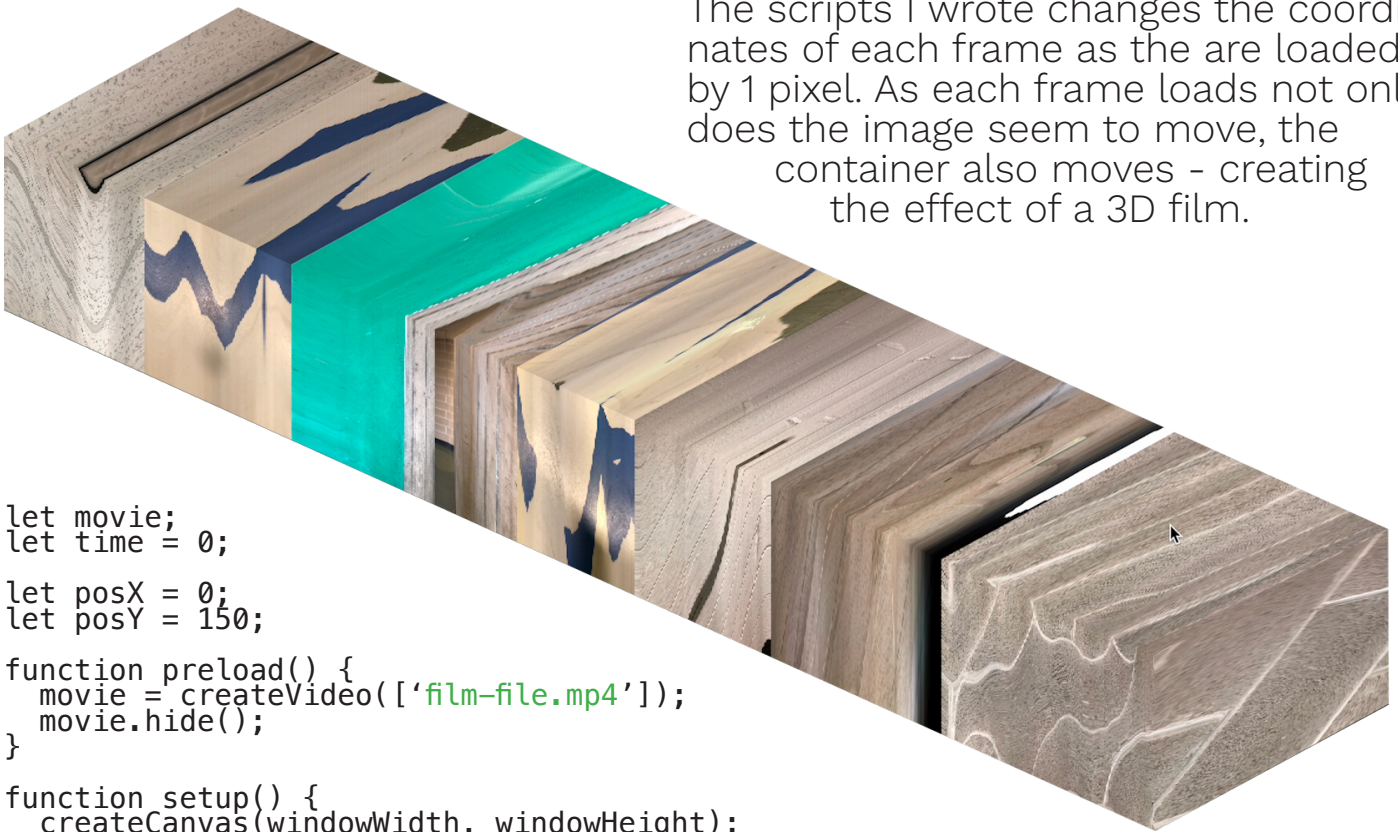 The scripts I wrote changes the coordi
nates of each frame as the are loaded
by 1 pixel. As each frame loads not onl
does the image seem to move, the
container also moves - creating
the effect of a 3D film.
let movie;
let time = 0;
let posX = 0;
let posY = 150;
function preload() {
movie = createVideo([‘film-file.mp4’]);
movie.hide();
}
function setup() {
createCanvas(windowWidth, windowHeight);